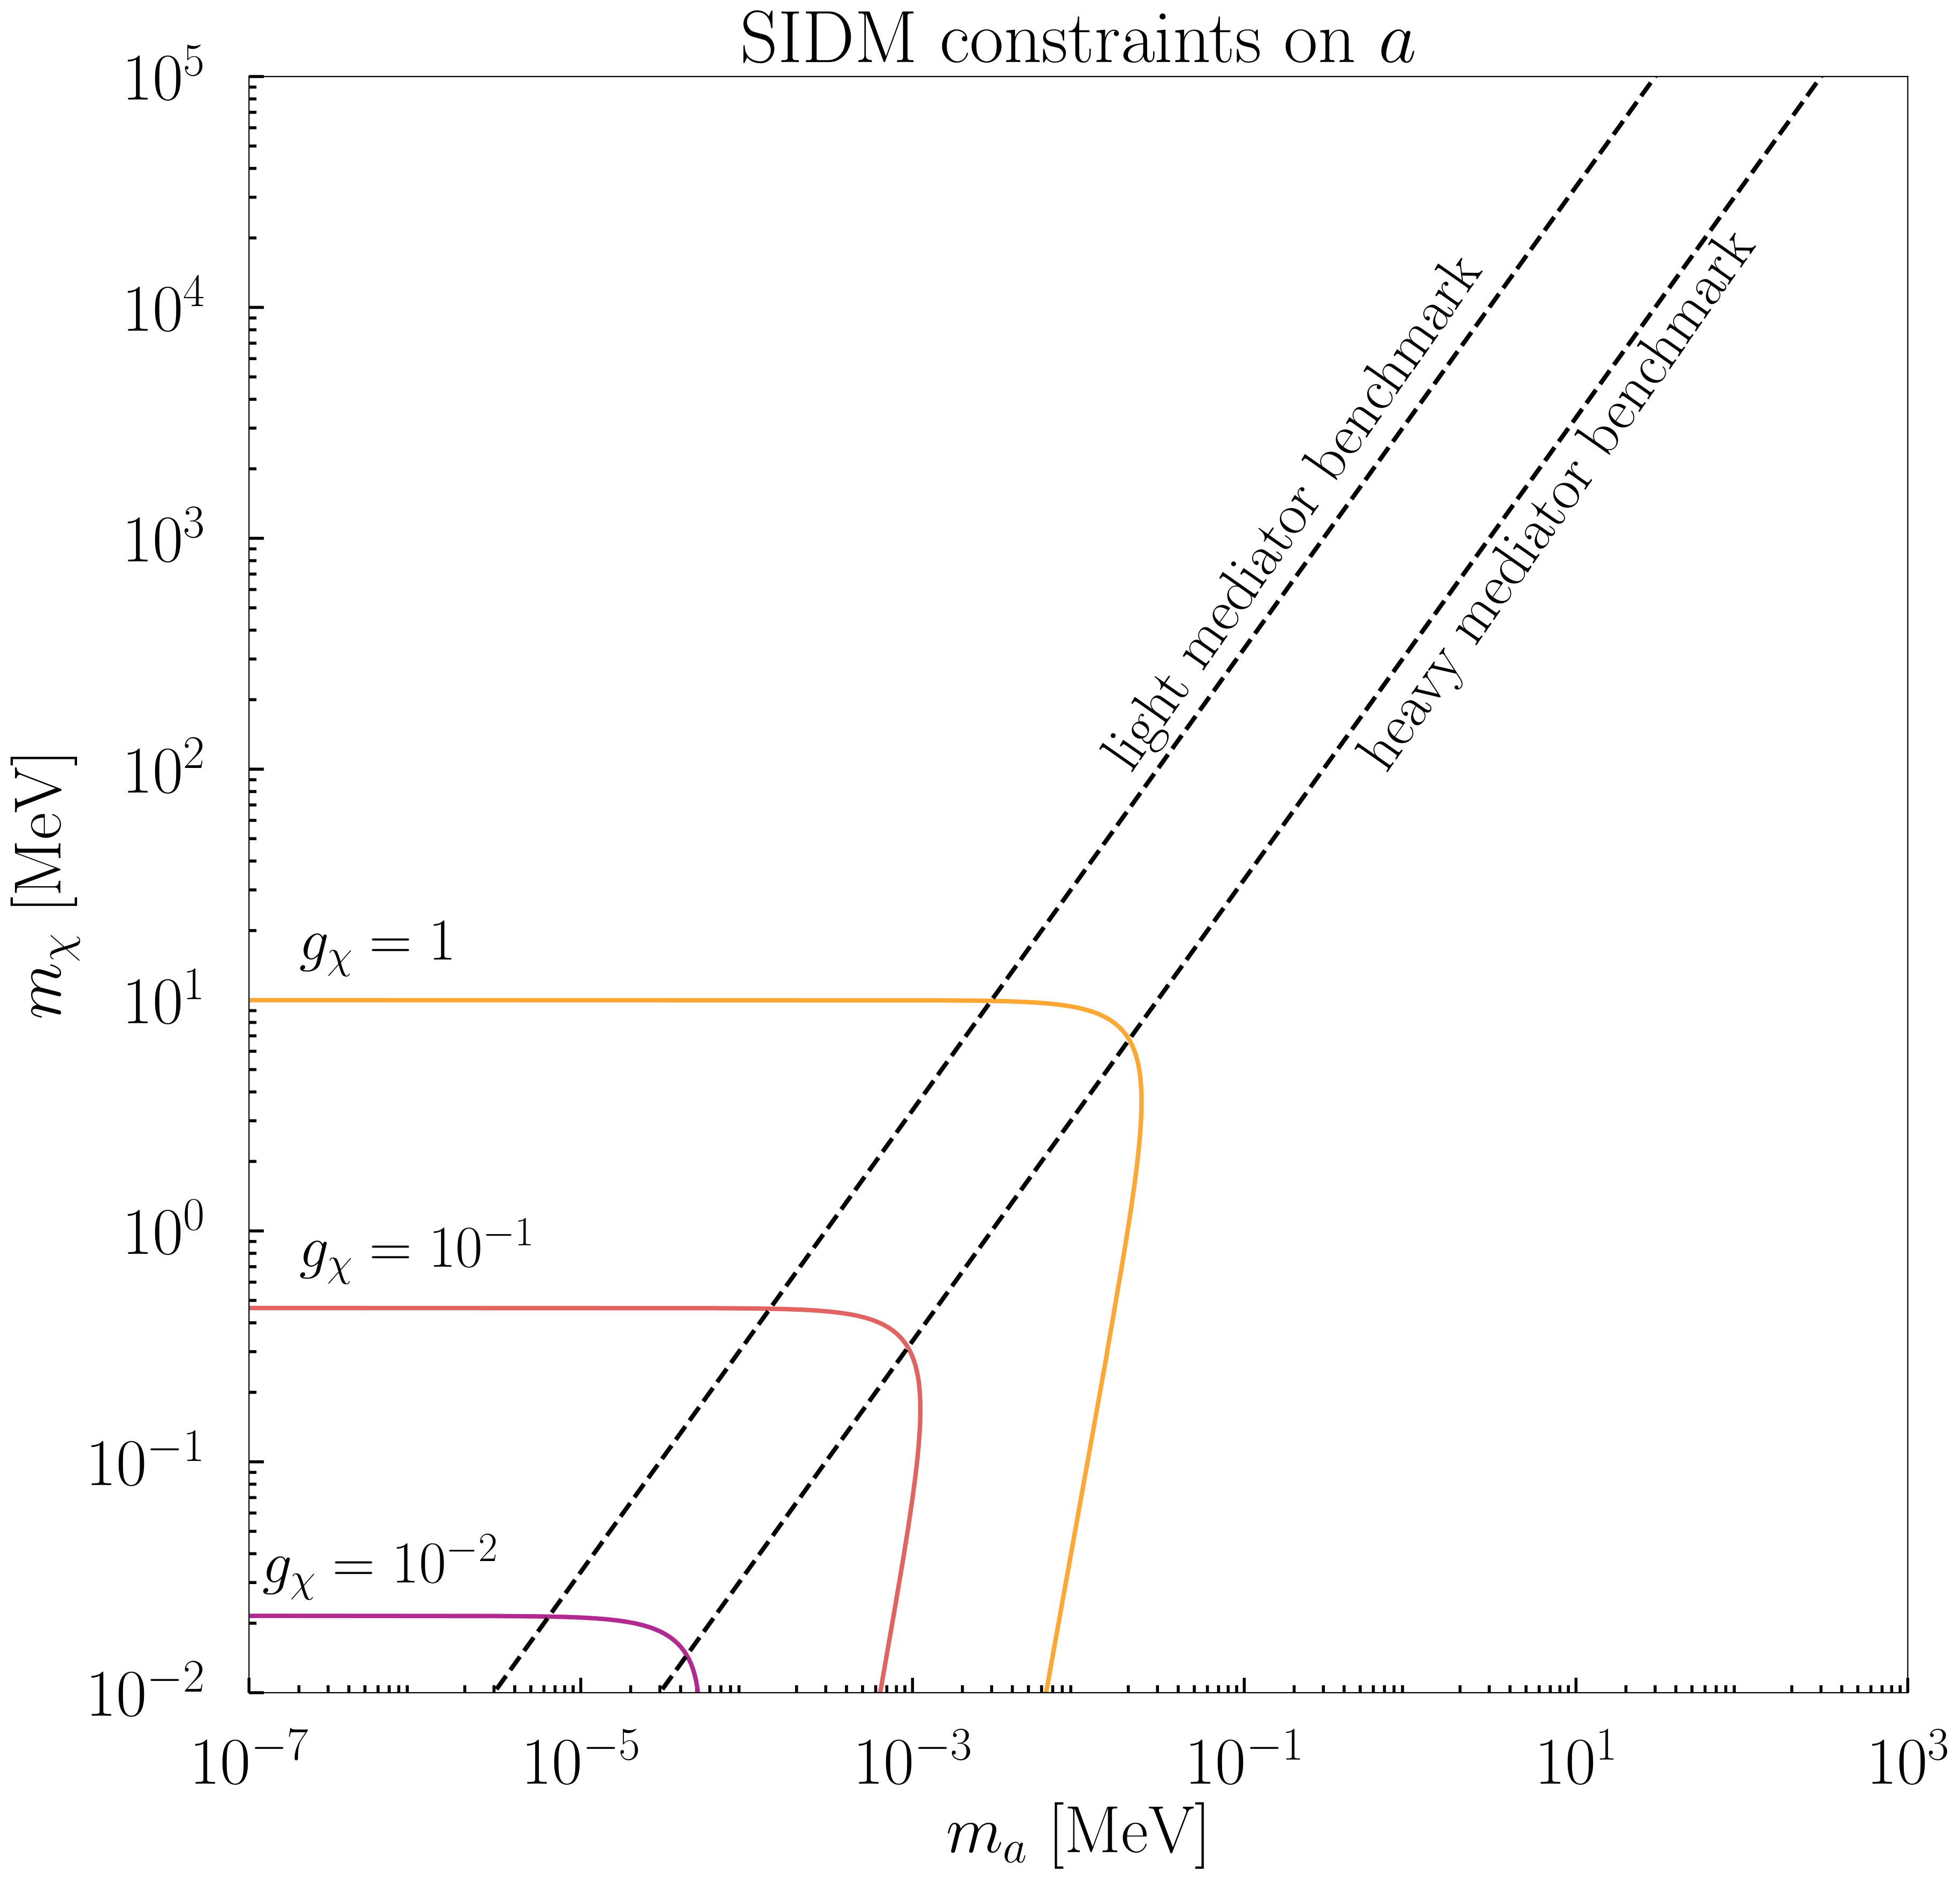 SIDM constraints on a
m_χ [MeV]
10^5
10^4
10^3
10^2
10^1
10^0
10^−1
10^−2
light mediator benchmark
heavy mediator benchmark
g_χ = 1
g_χ = 10^−1
g_χ = 10^−2
10^−7 10^−5 10^−3 10^−1 10^1 10^3
m_a [MeV]